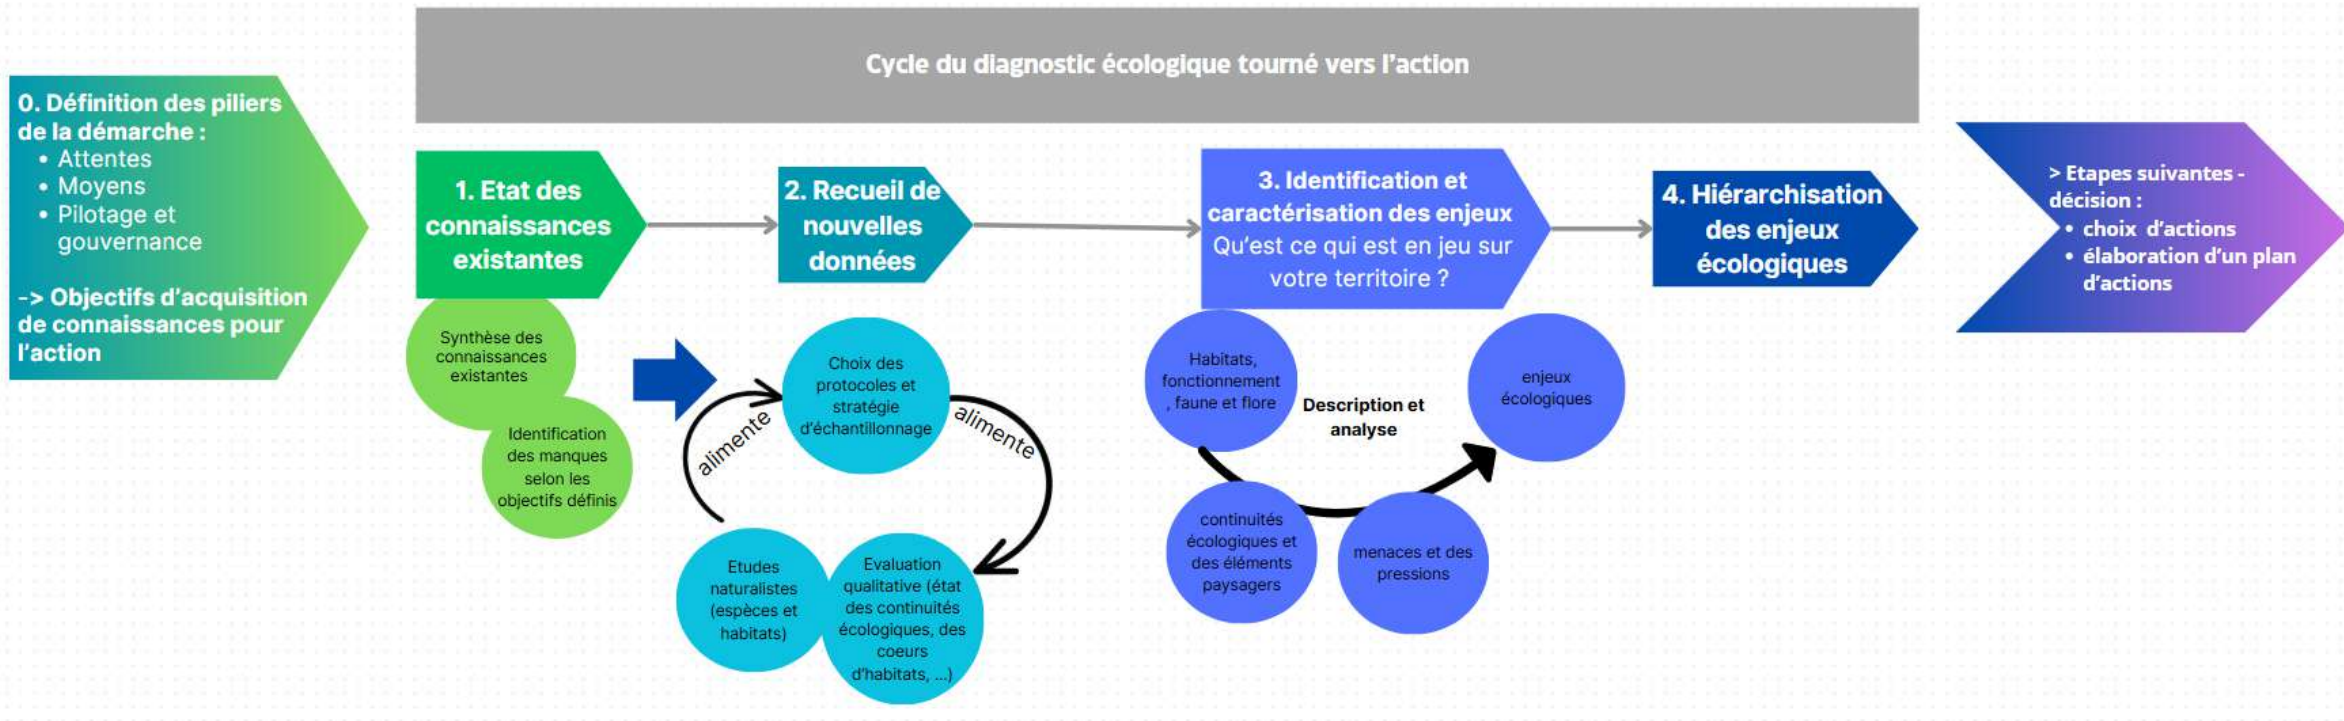 Cycle du diagnostic écologique tourné vers l'action
0. Définition des piliers
de la démarche :
• Attentes
• Moyens
• Pilotage et
gouvernance
-> Objectifs d'acquisition
de connaissances pour
l'action
1. Etat des
connaissances
existantes
2. Recueil de
nouvelles
données
3. Identification et
caractérisation des enjeux
Qu'est ce qui est en jeu sur
votre territoire ?
4. Hiérarchisation
des enjeux
écologiques
> Etapes suivantes -
décision :
• choix d'actions
• élaboration d'un plan
d'actions
Synthèse des
connaissances
existantes
Identification
des manques
selon les
objectifs définis
Choix des
protocoles et
stratégie
d'échantillonnage
alimente
alimente
Etudes
naturalistes
(espèces et
habitats)
Evaluation
qualitative (état
des continuités
écologiques, des
coeurs
d'habitats, ...)
Habitats,
fonctionnement
, faune et flore
Description et
analyse
enjeux
écologiques
continuités
écologiques et
des éléments
paysagers
menaces et des
pressions